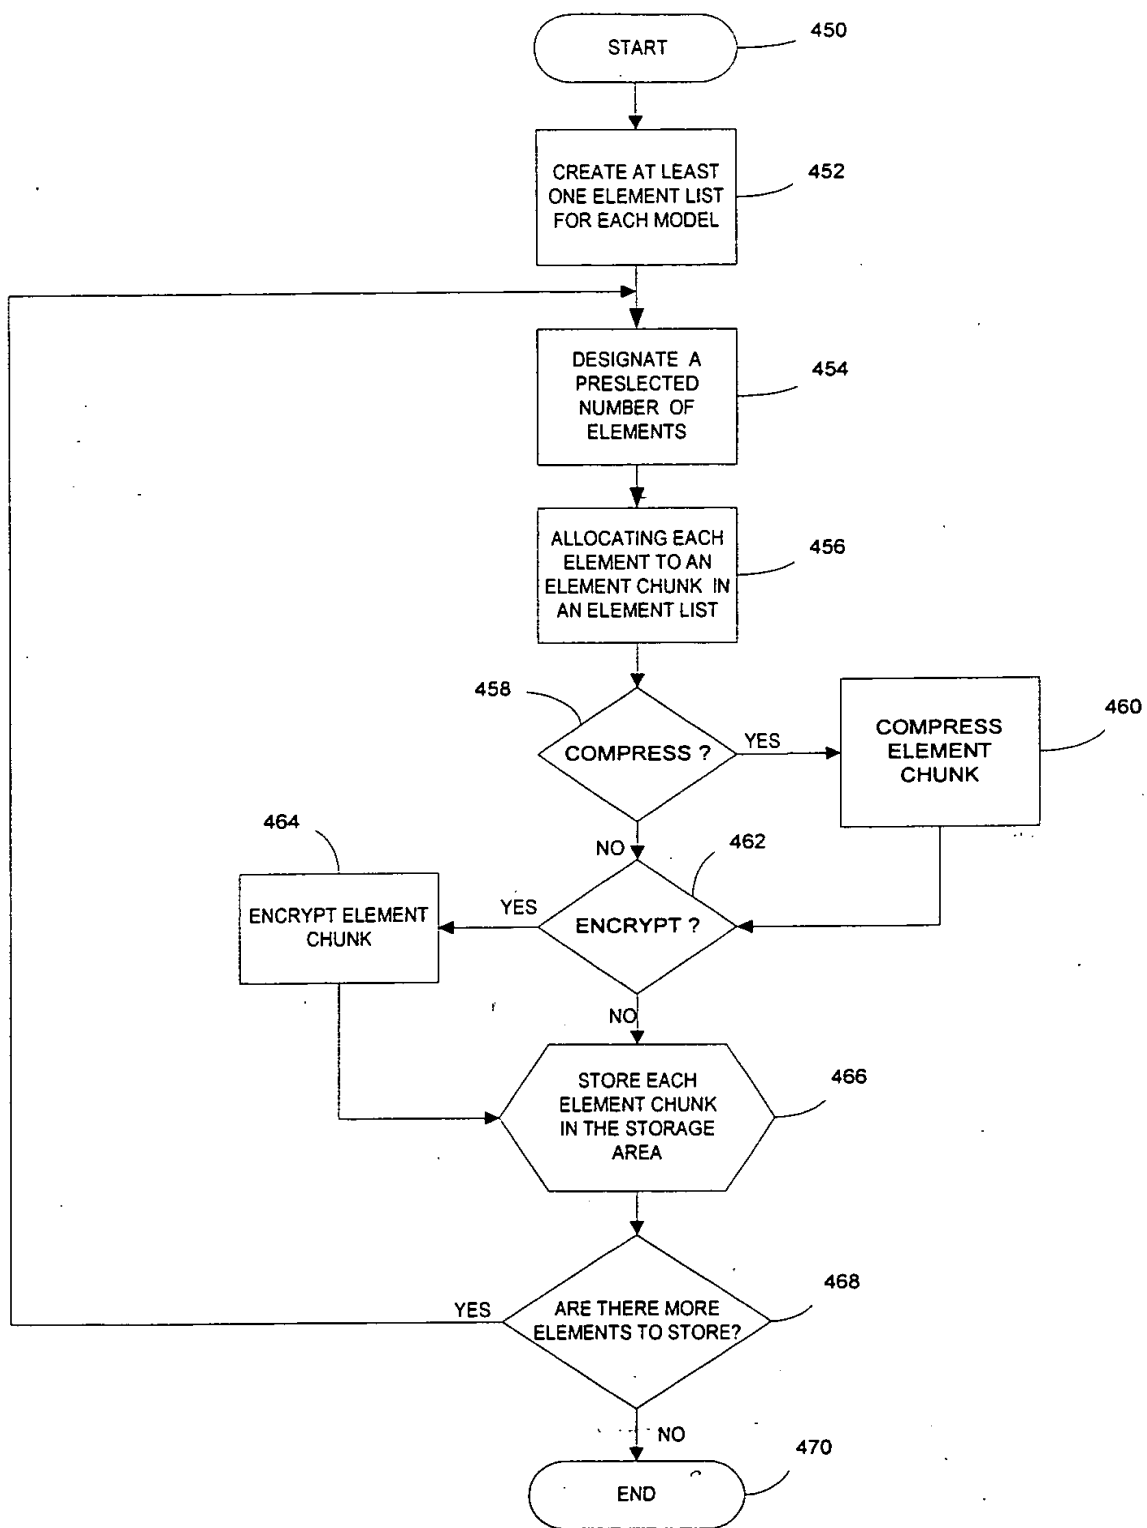 START
450
CREATE AT LEAST
ONE ELEMENT LIST
FOR EACH MODEL
452
DESIGNATE A
PRESLECTED
NUMBER OF
ELEMENTS
454
ALLOCATING EACH
ELEMENT TO AN
ELEMENT CHUNK IN
AN ELEMENT LIST
456
458
COMPRESS ?
YES
COMPRESS
ELEMENT
CHUNK
460
NO
464
ENCRYPT ELEMENT
CHUNK
YES
ENCRYPT ?
462
NO
STORE EACH
ELEMENT CHUNK
IN THE STORAGE
AREA
466
YES
ARE THERE MORE
ELEMENTS TO STORE?
468
NO
END
470